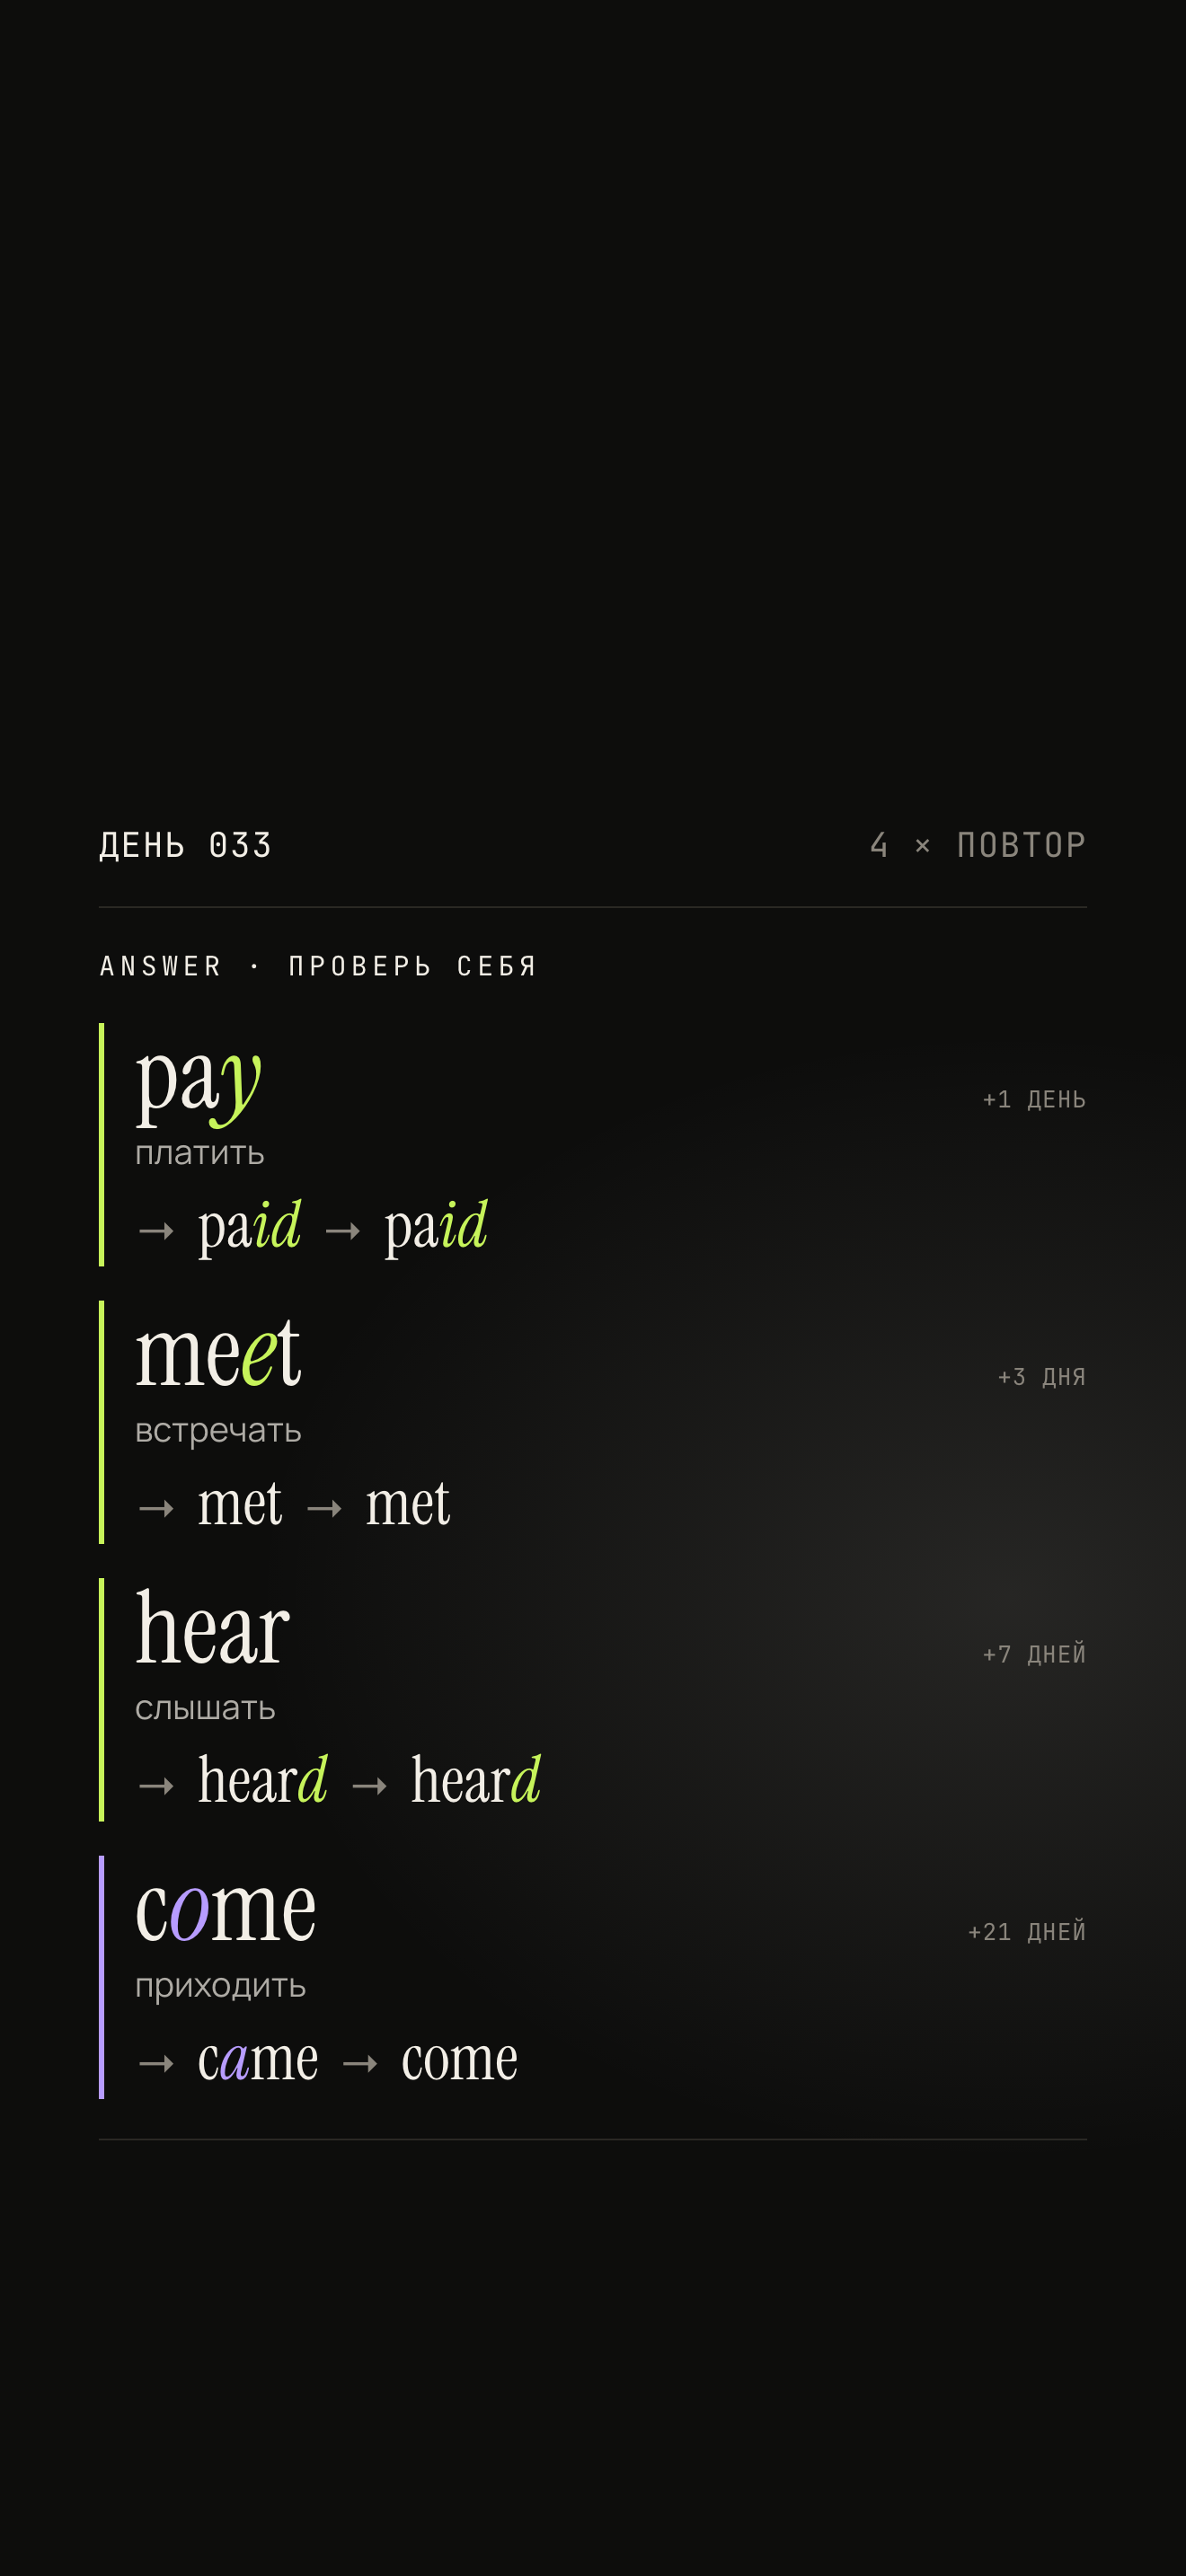 ДЕНЬ 033 4 × ПОВТОР
ANSWER · ПРОВЕРЬ СЕБЯ
pay +1 ДЕНЬ
платить
→ paid → paid
meet +3 ДНЯ
встречать
→ met → met
hear +7 ДНЕЙ
слышать
→ heard → heard
come +21 ДНЕЙ
приходить
→ came → come